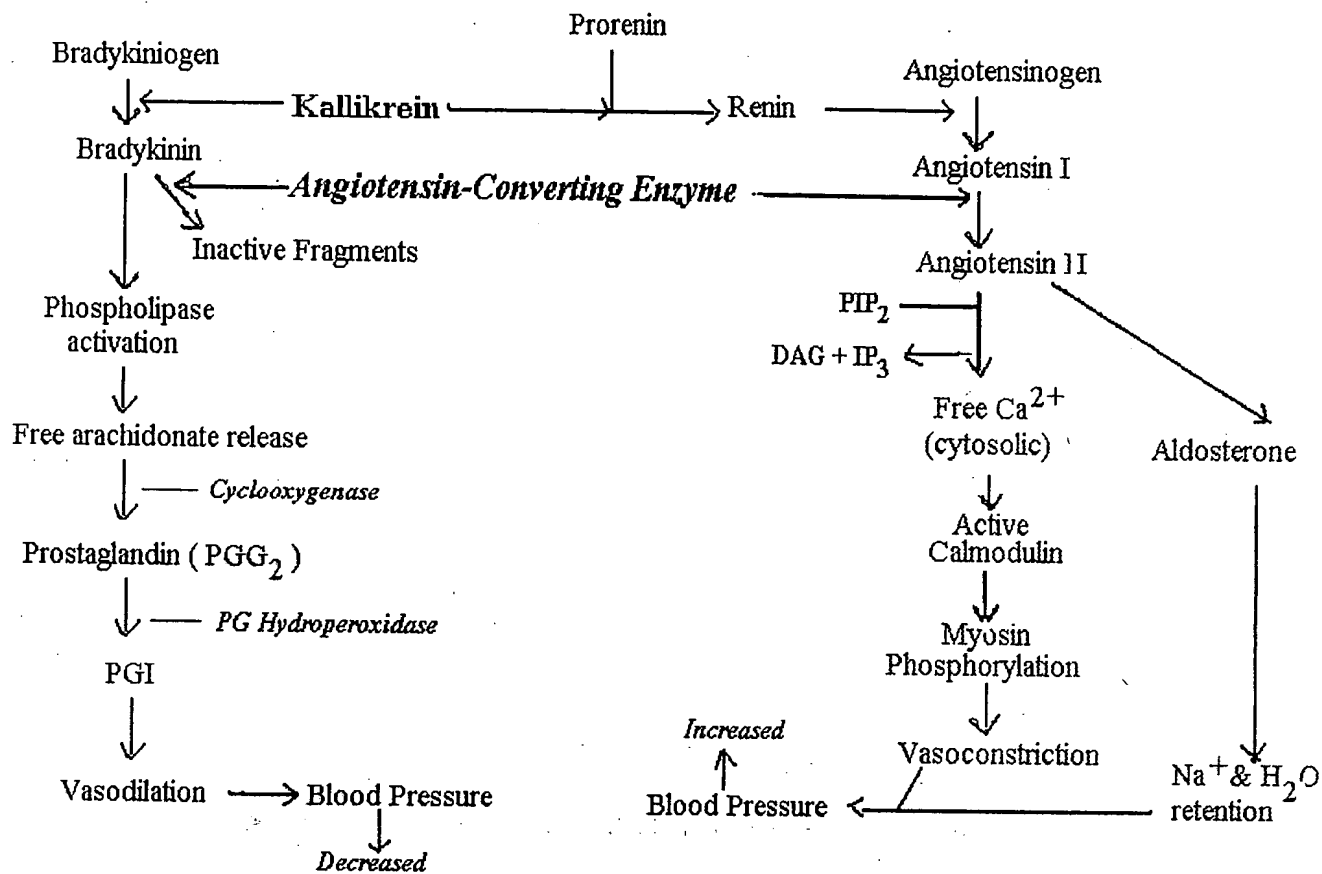 Prorenin
Bradykiniogen
Angiotensinogen
Kallikrein
Renin
Bradykinin
Angiotensin I
Angiotensin-Converting Enzyme
Inactive Fragments
Angiotensin II
Phospholipase
activation
PIP2
DAG + IP3
Free Ca2+
(cytosolic)
Free arachidonate release
Aldosterone
Cyclooxygenase
Active
Calmodulin
Prostaglandin (PGG2)
PG Hydroperoxidase
Myosin
Phosphorylation
PGI
Increased
Vasoconstriction
Vasodilation
Blood Pressure
Blood Pressure
Na+ & H2O
retention
Decreased